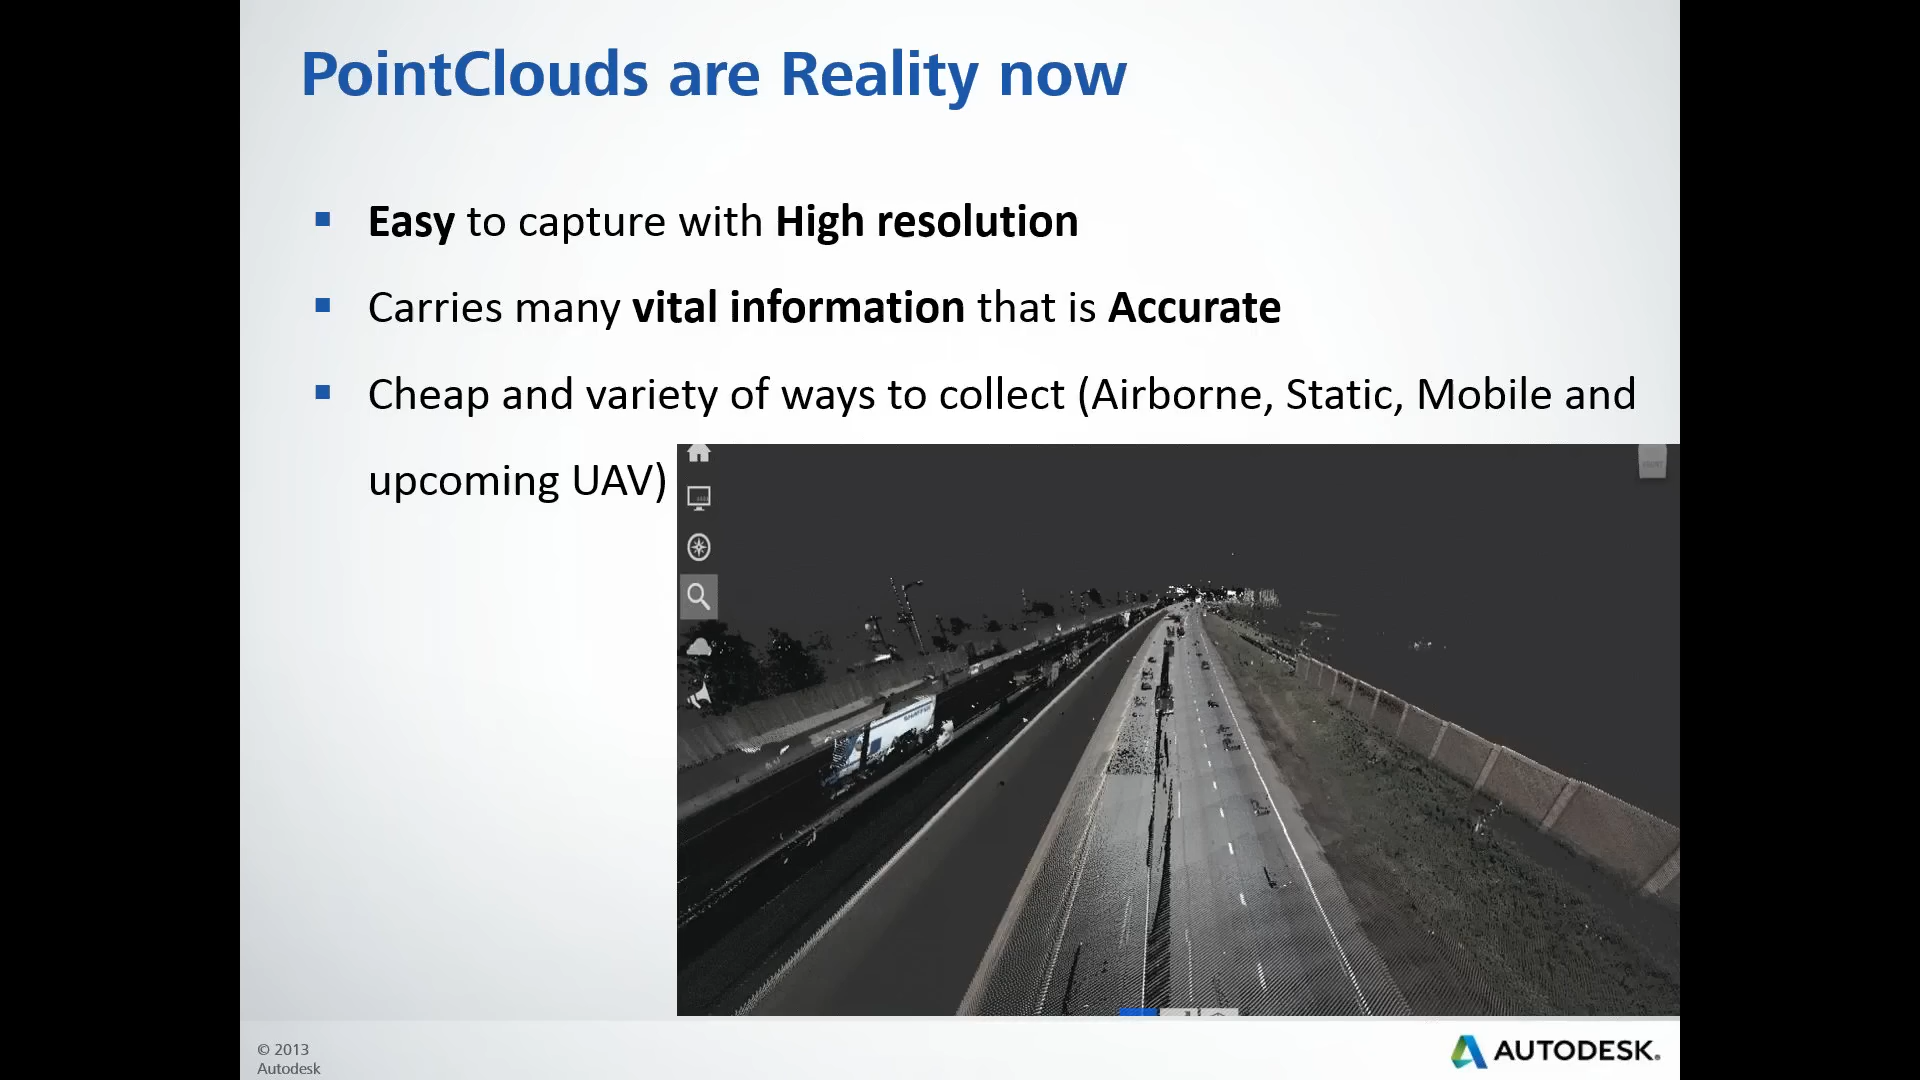 PointClouds are Reality now
Easy to capture with High resolution
Carries many vital information that is Accurate
Cheap and variety of ways to collect (Airborne, Static, Mobile and
upcoming UAV)
© 2013
Autodesk
AUTODESK.